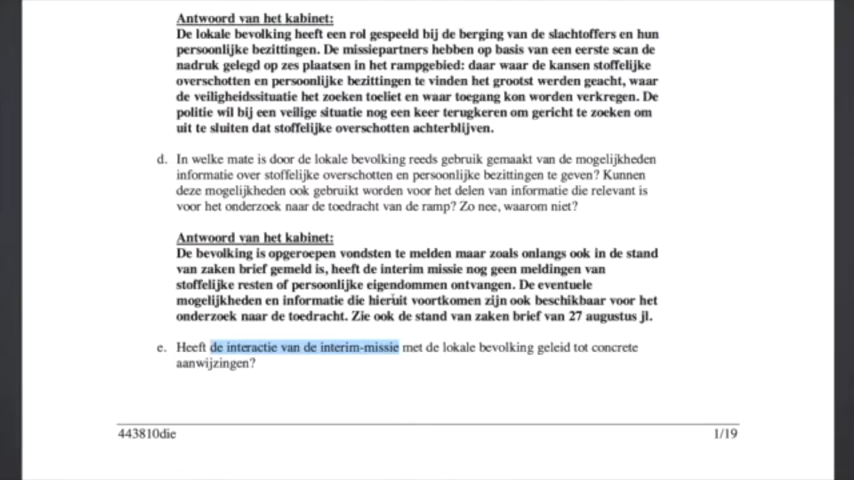 Antwoord van het kabinet:
De lokale bevolking heeft een rol gespeeld bij de berging van de slachtoffers en hun
persoonlijke bezittingen. De missiepartners hebben op basis van een eerste scan de
nadruk gelegd op zes plaatsen in het rampgebied: daar waar de kansen stoffelijke
overschotten en persoonlijke bezittingen te vinden het grootst werden geacht, waar
de veiligheidssituatie het zoeken toeliet en waar toegang kon worden verkregen. De
politie wil bij een veilige situatie nog een keer terugkeren om gericht te zoeken om
uit te sluiten dat stoffelijke overschotten achterblijven.
d. In welke mate is door de lokale bevolking reeds gebruik gemaakt van de mogelijkheden
informatie over stoffelijke overschotten en persoonlijke bezittingen te geven? Kunnen
deze mogelijkheden ook gebruikt worden voor het delen van informatie die relevant is
voor het onderzoek naar de toedracht van de ramp? Zo nee, waarom niet?
Antwoord van het kabinet:
De bevolking is opgeroepen vondsten te melden maar zoals onlangs ook in de stand
van zaken brief gemeld is, heeft de interim missie nog geen meldingen van
stoffelijke resten of persoonlijke eigendommen ontvangen. De eventuele
mogelijkheden en informatie die hieruit voortkomen zijn ook beschikbaar voor het
onderzoek naar de toedracht. Zie ook de stand van zaken brief van 27 augustus jl.
e. Heeft de interactie van de interim-missie met de lokale bevolking geleid tot concrete
aanwijzingen?
443810die 1/19